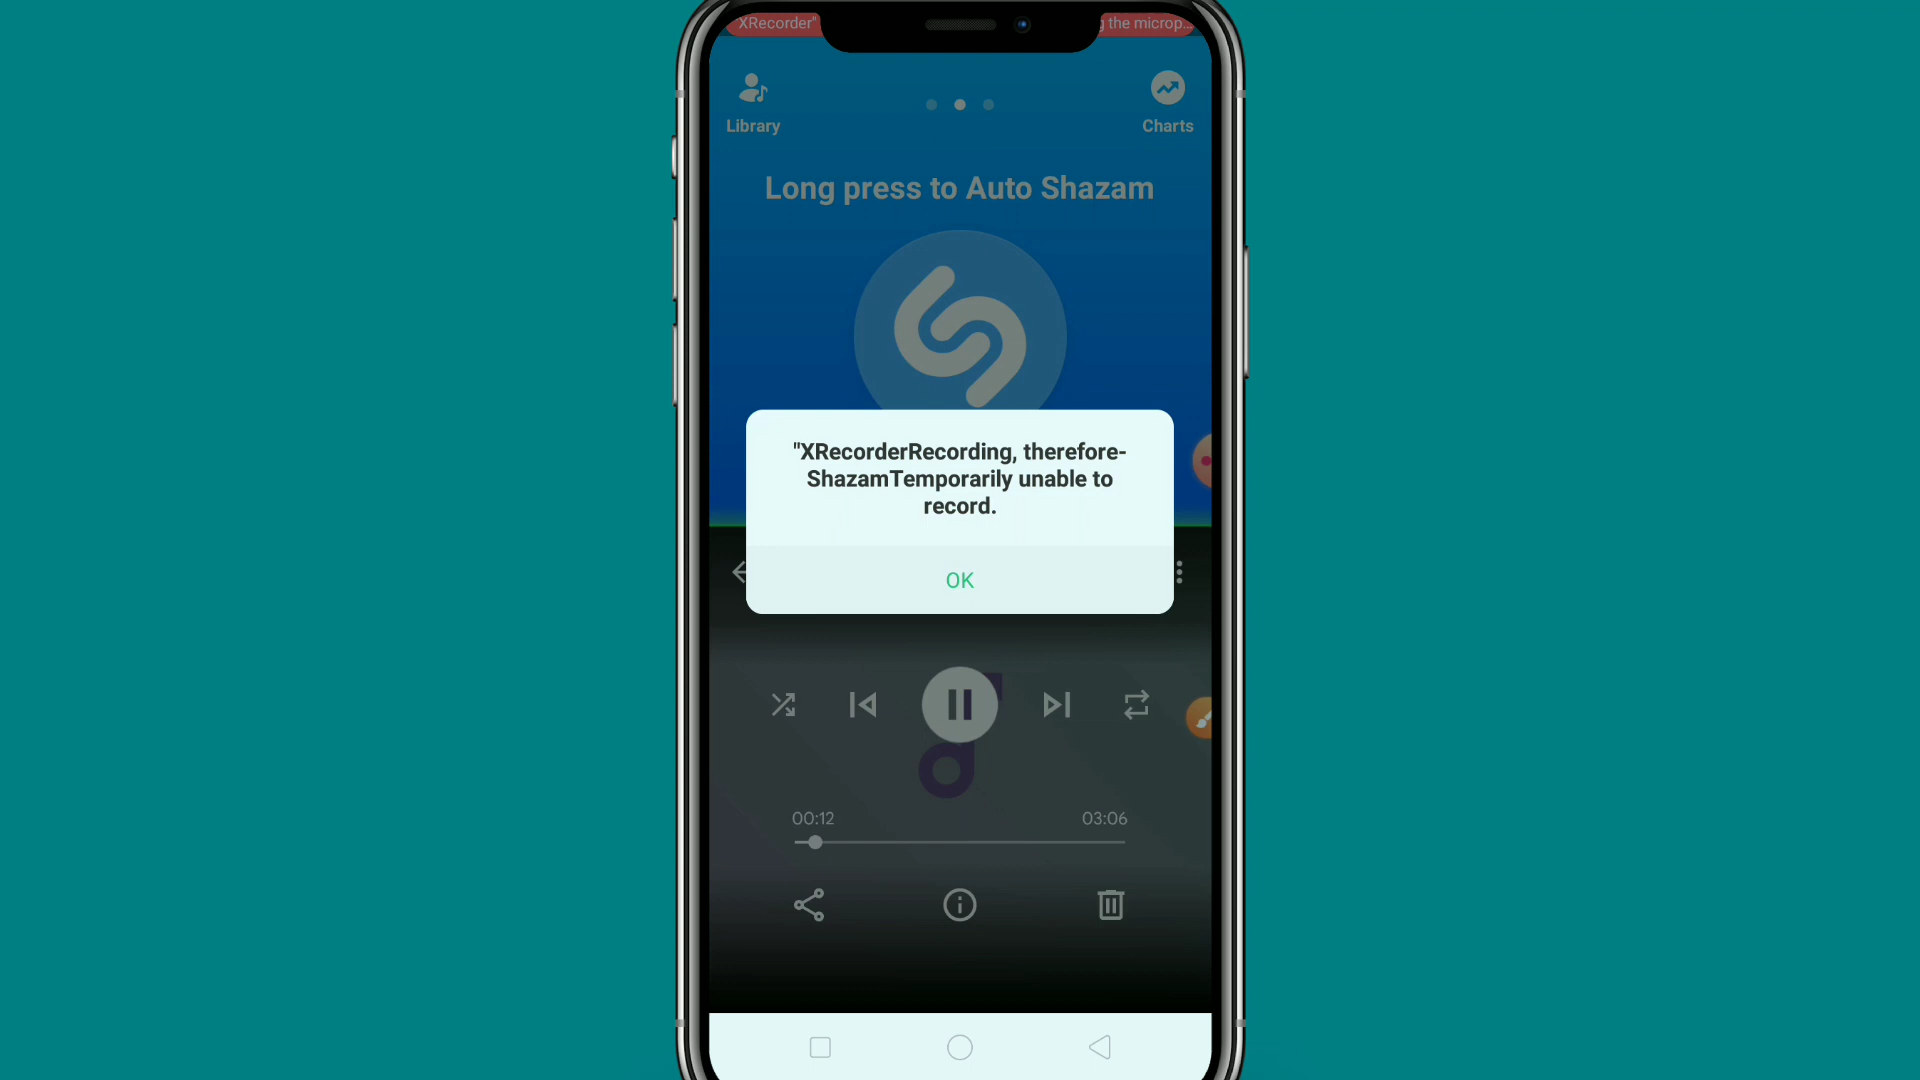 XRecorder"
g the microp...
Library
Charts
Long press to Auto Shazam
"XRecorderRecording, therefore-
ShazamTemporarily unable to
record.
OK
00:12
03:06